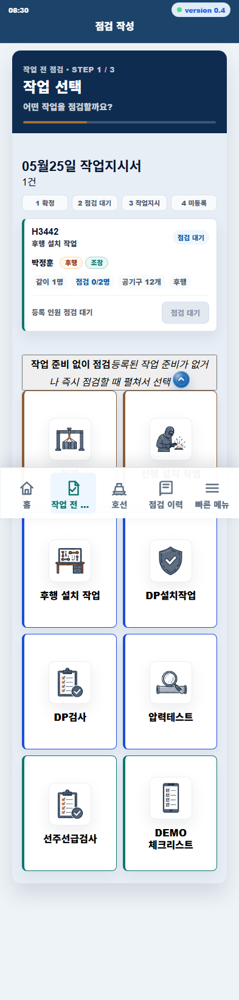 08:30
version 0.4
점검 작성
작업 전 점검 • STEP 1 / 3
작업 선택
어떤 작업을 점검할까요?
05월25일 작업지시서
1건
1 확정
2 점검 대기
3 작업지시
4 미등록
H3442
후행 설치 작업
점검 대기
박정훈 후행 조장
같이 1명 점검 0/2명 공기구 12개 후행
등록 인원 점검 대기
점검 대기
작업 준비 없이 점검등록된 작업 준비가 없거
나 즉시 점검할 때 펼쳐서 선택
선행 설치 작업
홈
작업 전 ...
호선
점검 이력
빠른 메뉴
후행 설치 작업
DP설치작업
DP검사
압력테스트
선주선급검사
DEMO
체크리스트